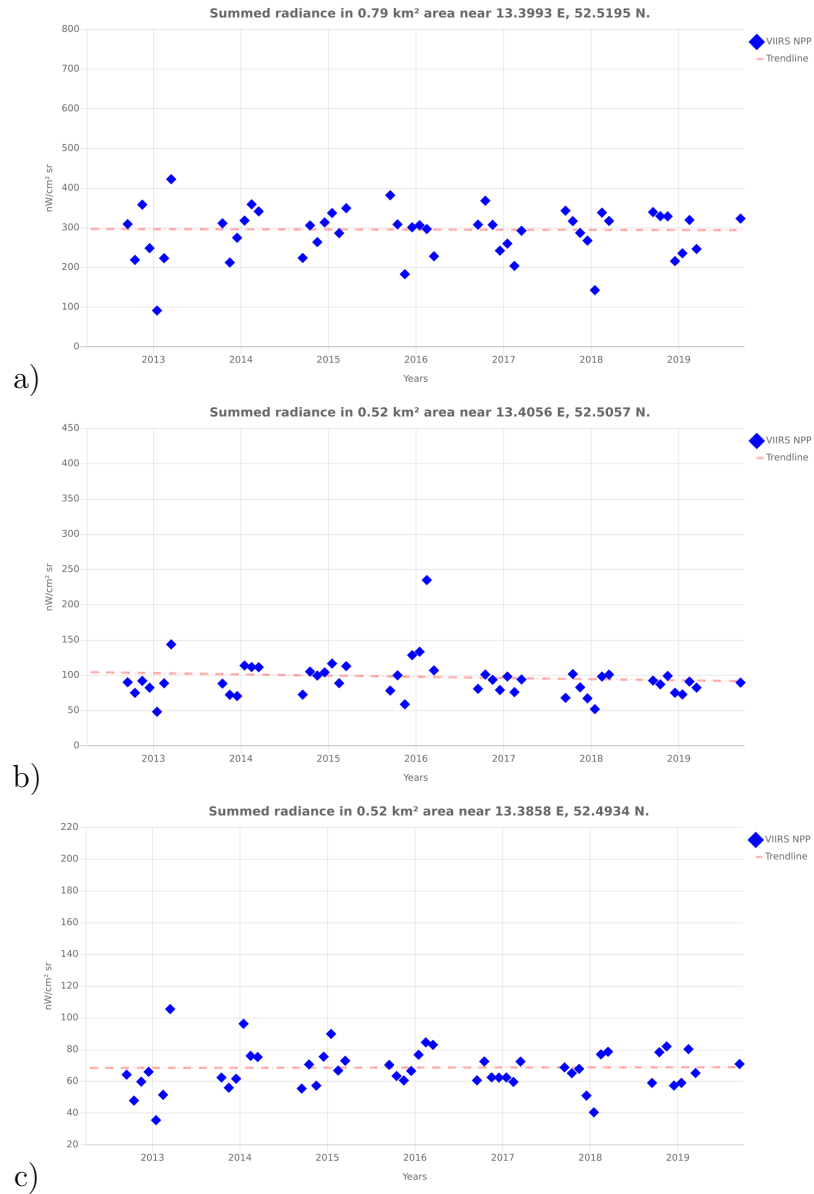 Summed radiance in 0.79 km² area near 13.3993 E, 52.5195 N.
800
VIIRS NPP
Trendline
700
600
500
nW/cm² sr
400
300
200
100
0
2013 2014 2015 2016 2017 2018 2019
a)
Years
Summed radiance in 0.52 km² area near 13.4056 E, 52.5057 N.
450
VIIRS NPP
Trendline
400
350
300
250
nW/cm² sr
200
150
100
50
0
2013 2014 2015 2016 2017 2018 2019
b)
Years
Summed radiance in 0.52 km² area near 13.3858 E, 52.4934 N.
220
VIIRS NPP
Trendline
200
180
160
140
120
nW/cm² sr
100
80
60
40
20
2013 2014 2015 2016 2017 2018 2019
c)
Years